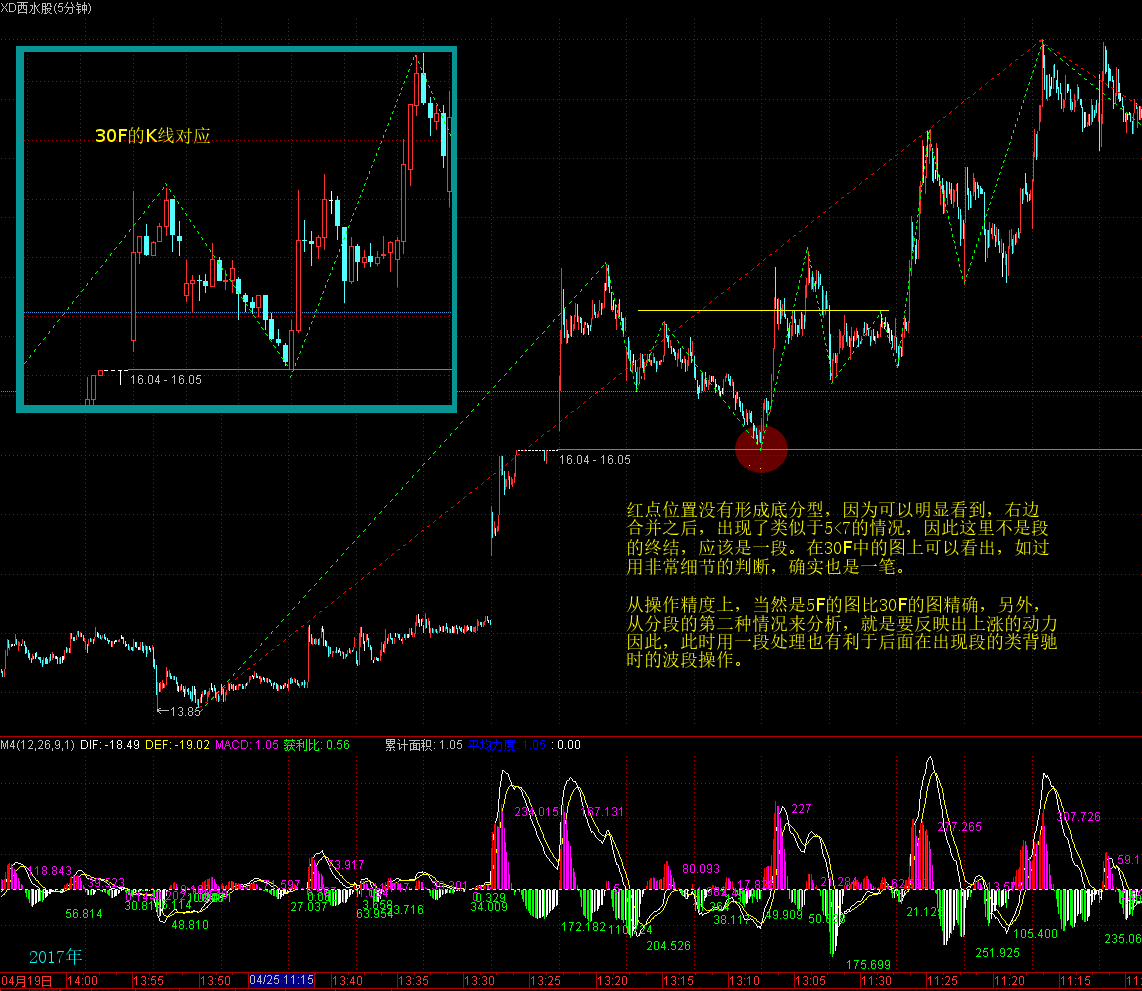 XD西水股(5分钟)
30F的K线对应
16.04 - 16.05
16.04 - 16.05
红点位置没有形成底分型，因为可以明显看到，右边
合并之后，出现了类似于5<7的情况，因此这里不是段
的终结，应该是一段。在30F中的图上可以看出，如过
用非常细节的判断，确实也是一笔。
从操作精度上，当然是5F的图比30F的图精确，另外，
从分段的第二种情况来分析，就是要反映出上涨的动力
因此，此时用一段处理也有利于后面在出现段的类背驰
时的波段操作。
←13.85
M4(12,26,9,1) DIF: -18.49 DEF: -19.02 MACD: 1.05 获利比: 0.56 累计面积: 1.05 平均力度: 1.05 : 0.00
234.015
187.131
227
277.265
307.726
118.843
73.917
80.093
59.1
56.814
48.810
27.037
63.954
0.329
34.009
172.182
204.526
38.11
49.909
175.699
21.125
251.925
105.400
235.06
2017年
04月19日 14:00 13:55 13:50 04/25 11:15 13:40 13:35 13:30 13:25 13:20 13:15 13:10 13:05 11:30 11:25 11:20 11:15 11:10